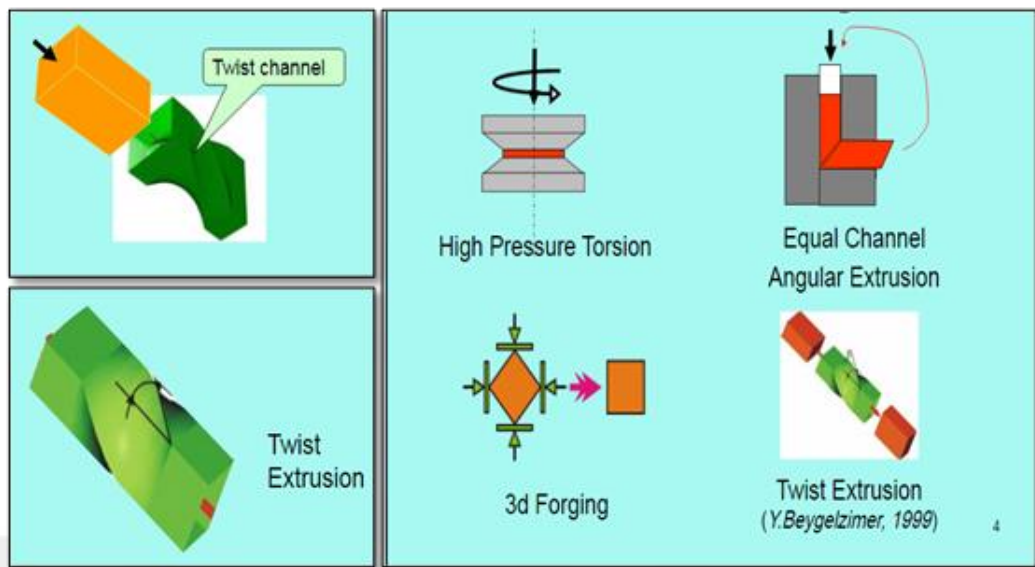 Twist channel
Twist
Extrusion
High Pressure Torsion
Equal Channel
Angular Extrusion
3d Forging
Twist Extrusion
(Y.Beygelzimer, 1999)
4